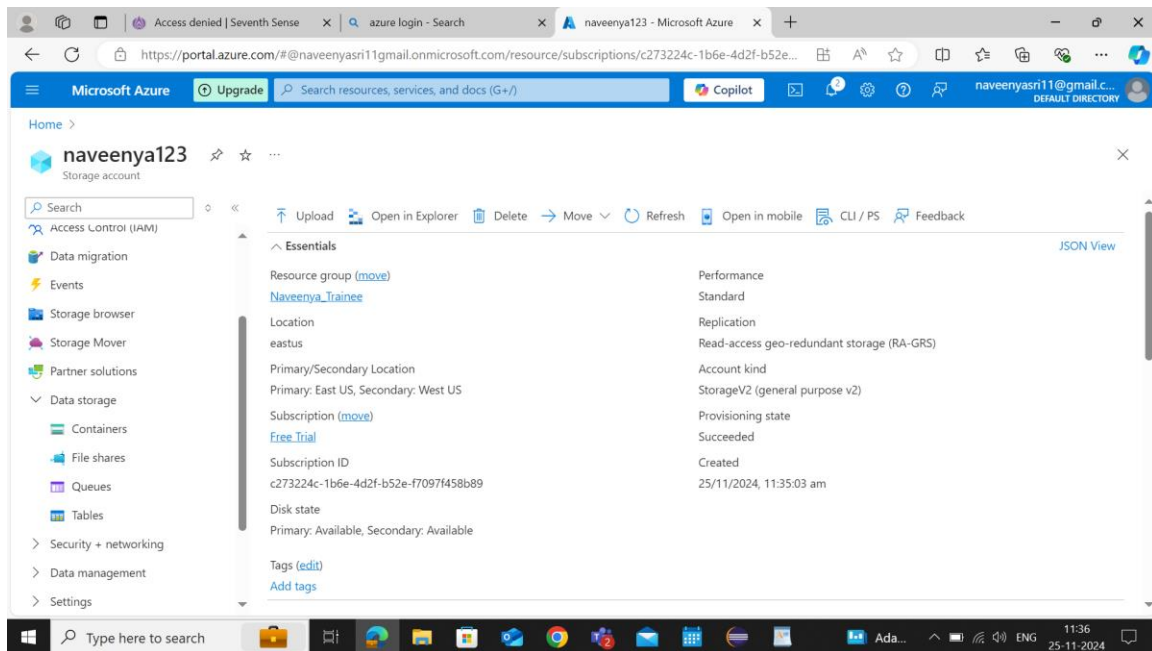 Access denied | Seventh Sense
azure login - Search
naveenya123 - Microsoft Azure
https://portal.azure.com/#@naveenyasri11gmail.onmicrosoft.com/resource/subscriptions/c273224c-1b6e-4d2f-b52e...
Microsoft Azure
Upgrade
Search resources, services, and docs (G+/)
Copilot
2
naveenyasri11@gmail.c...
DEFAULT DIRECTORY
Home >
naveenya123
Storage account
Search
Access Control (IAM)
Data migration
Events
Storage browser
Storage Mover
Partner solutions
Data storage
Containers
File shares
Queues
Tables
Security + networking
Data management
Settings
Upload Open in Explorer Delete Move Refresh Open in mobile CLI / PS Feedback
Essentials
JSON View
Resource group (move)
Naveenya_Trainee
Location
eastus
Primary/Secondary Location
Primary: East US, Secondary: West US
Subscription (move)
Free Trial
Subscription ID
c273224c-1b6e-4d2f-b52e-f7097f458b89
Disk state
Primary: Available, Secondary: Available
Tags (edit)
Add tags
Performance
Standard
Replication
Read-access geo-redundant storage (RA-GRS)
Account kind
StorageV2 (general purpose v2)
Provisioning state
Succeeded
Created
25/11/2024, 11:35:03 am
Type here to search
Ada...
ENG
11:36
25-11-2024